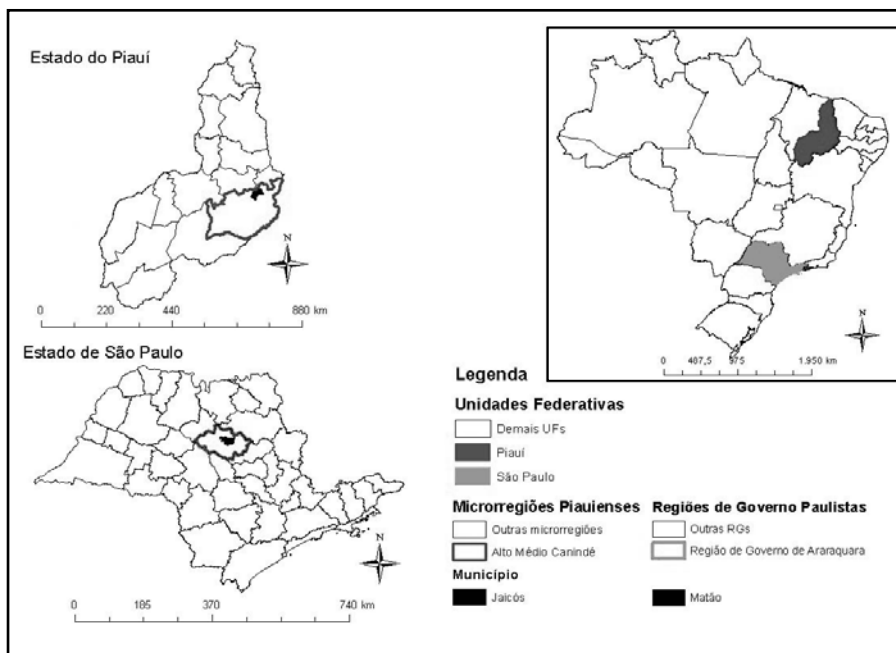 Estado do Piauí
N
0 220 440 880 km
Estado de São Paulo
N
0 185 370 740 km
N
0 407,5 975 1.950 km
Legenda
Unidades Federativas
Demais UFs
Piauí
São Paulo
Microrregiões Piauienses
Outras microrregiões
Alto Médio Canindé
Município
Jaicós
Regiões de Governo Paulistas
Outras RGs
Região de Governo de Araraquara
Matão